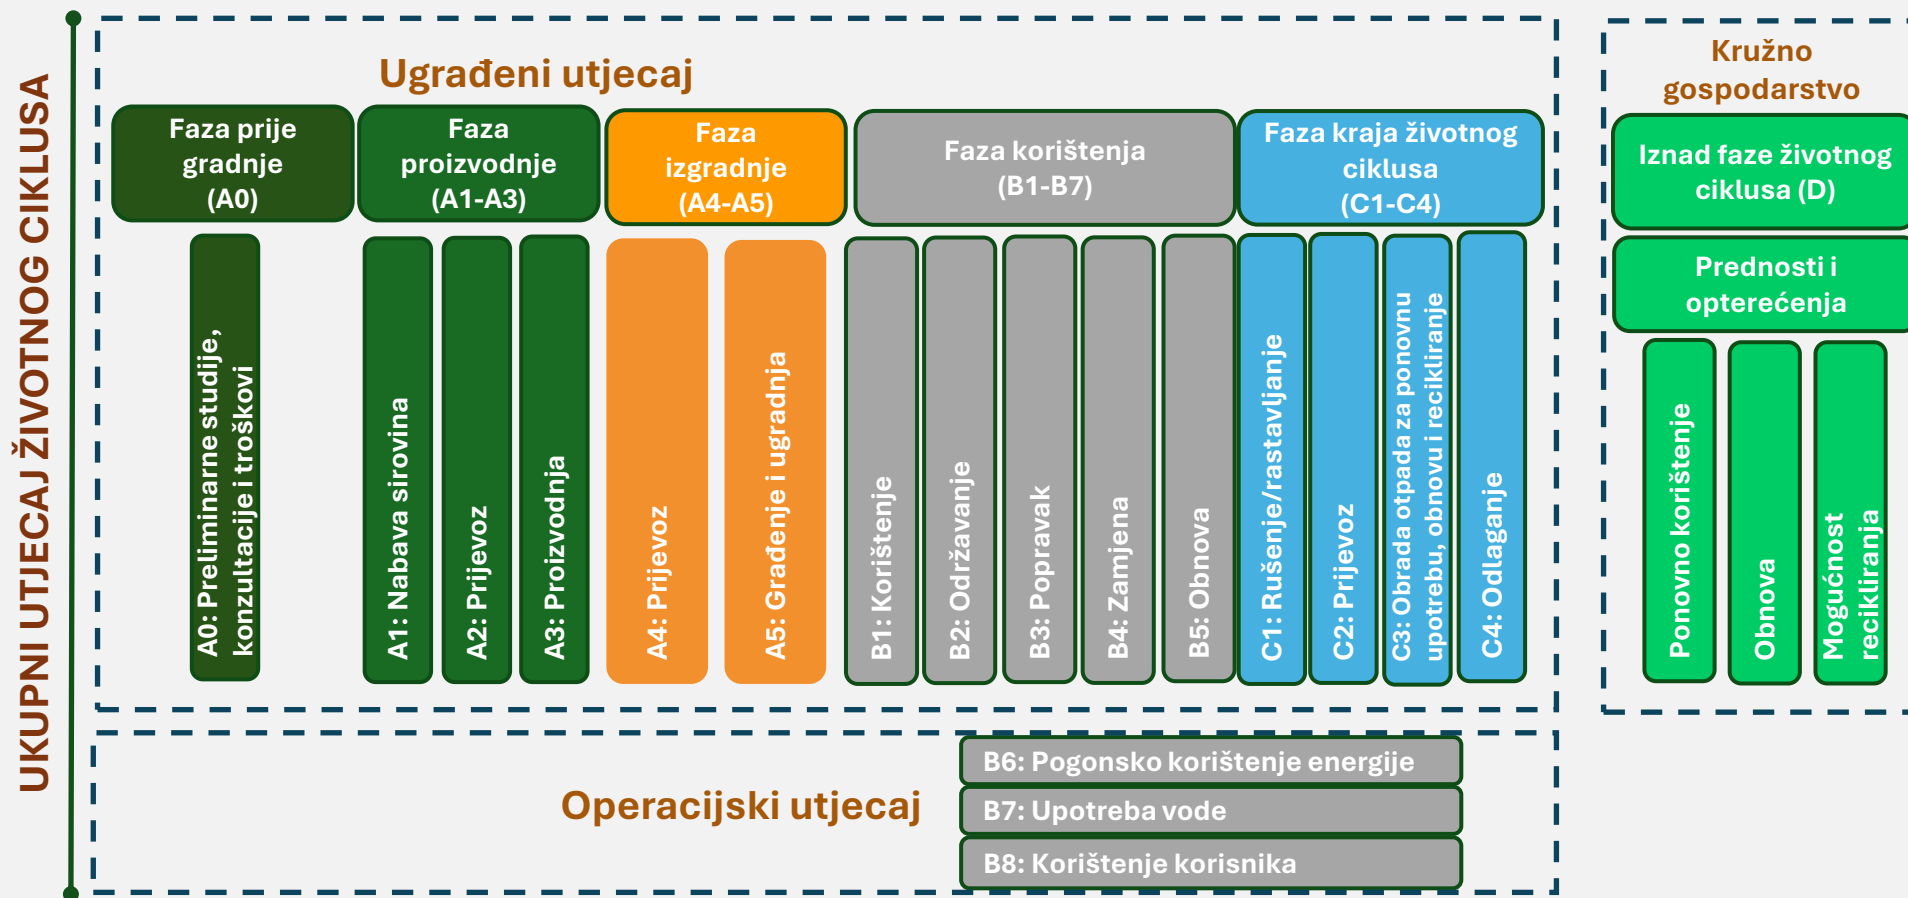 UKUPNI UTJECAJ ŽIVOTNOG CIKLUSA
Ugrađeni utjecaj
Faza prije
gradnje
(A0)
Faza
proizvodnje
(A1-A3)
Faza
izgradnje
(A4-A5)
Faza korištenja
(B1-B7)
Faza kraja životnog
ciklusa
(C1-C4)
A0: Preliminarne studije,
konzultacije i troškovi
A1: Nabava sirovina
A2: Prijevoz
A3: Proizvodnja
A4: Prijevoz
A5: Građenje i ugradnja
B1: Korištenje
B2: Održavanje
B3: Popravak
B4: Zamjena
B5: Obnova
C1: Rušenje/rastavljanje
C2: Prijevoz
C3: Obrada otpada za ponovnu
upotrebu, obnovu i recikliranje
C4: Odlaganje
Kružno
gospodarstvo
Iznad faze životnog
ciklusa (D)
Prednosti i
opterećenja
Ponovno korištenje
Obnova
Mogućnost
recikliranja
Operacijski utjecaj
B6: Pogonsko korištenje energije
B7: Upotreba vode
B8: Korištenje korisnika